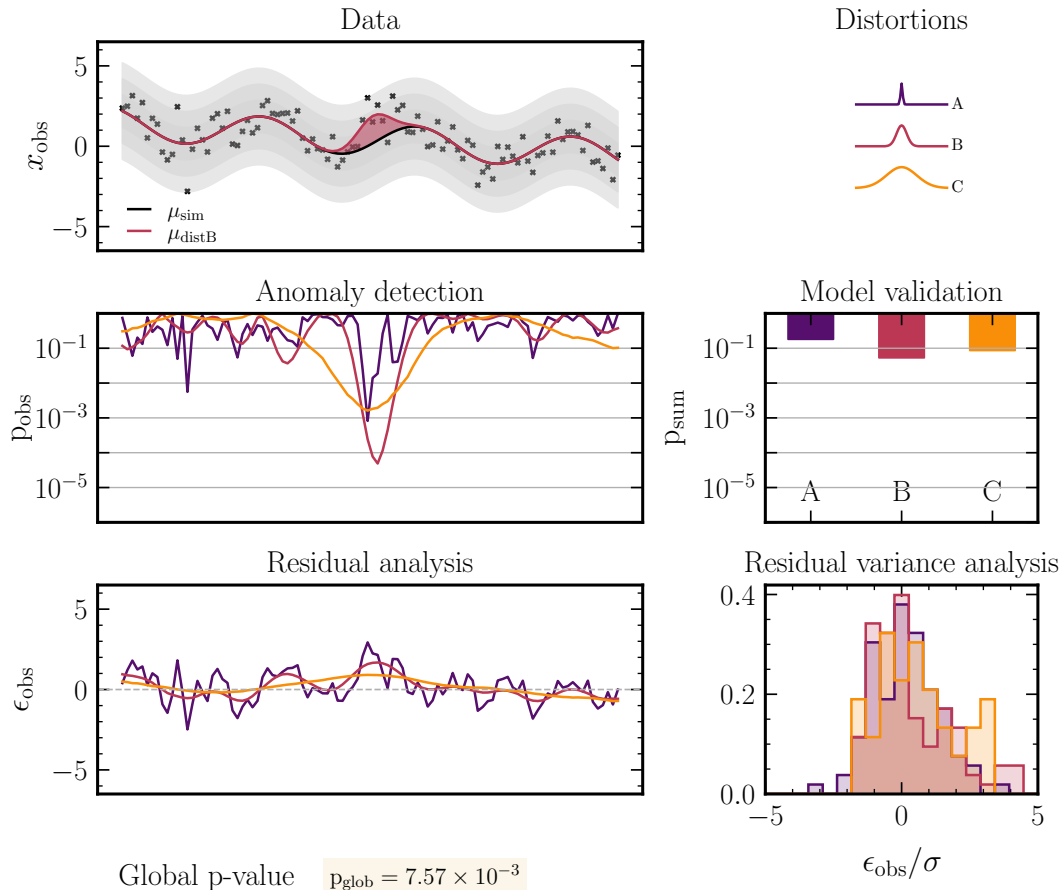 Data
Distortions
x_obs
5
0
−5
μ_sim
μ_distB
A
B
C
Anomaly detection
Model validation
p_obs
10⁻¹
10⁻³
10⁻⁵
p_sum
10⁻¹
10⁻³
10⁻⁵
A B C
Residual analysis
Residual variance analysis
ϵ_obs
5
0
−5
0.4
0.2
0.0
−5 0 5
ϵ_obs/σ
Global p-value p_glob = 7.57 × 10⁻³